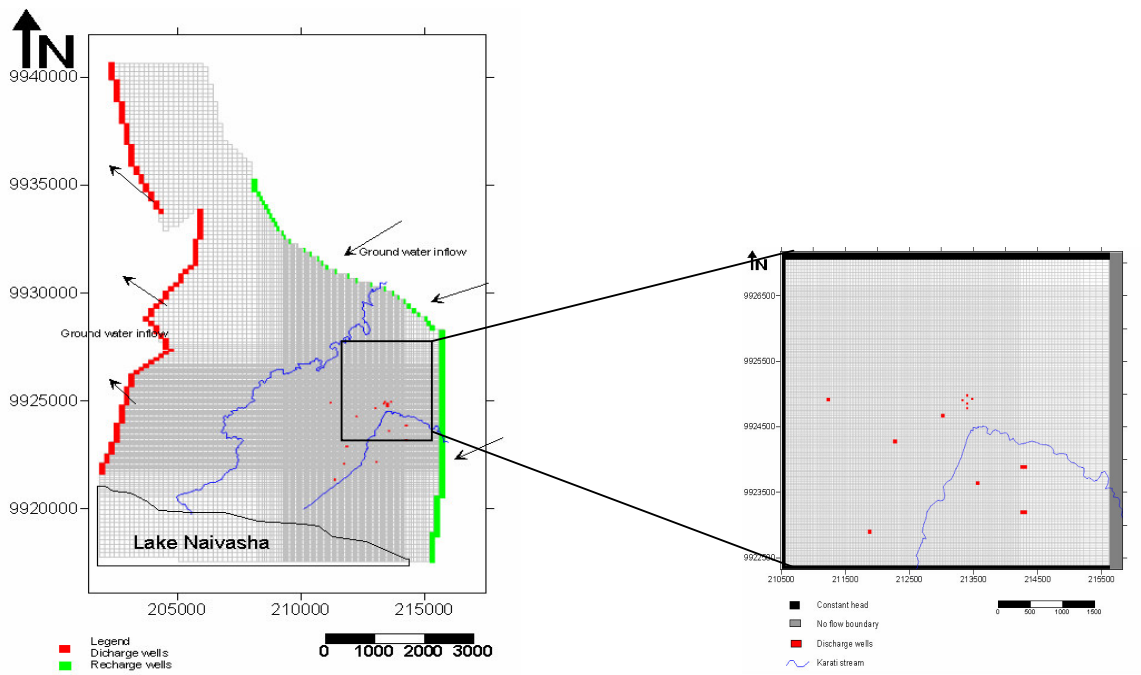 N
9940000
9935000
Ground water inflow
9930000
Ground water inflow
9925000
9920000
Lake Naivasha
205000
210000
215000
Legend
Dicharge wells
Recharge wells
0 1000 2000 3000
N
9926500
9925500
9924500
9923500
9922500
210500 211500 212500 213500 214500 215500
Constant head
No flow boundary
Discharge wells
Karati stream
0 500 1000 1500